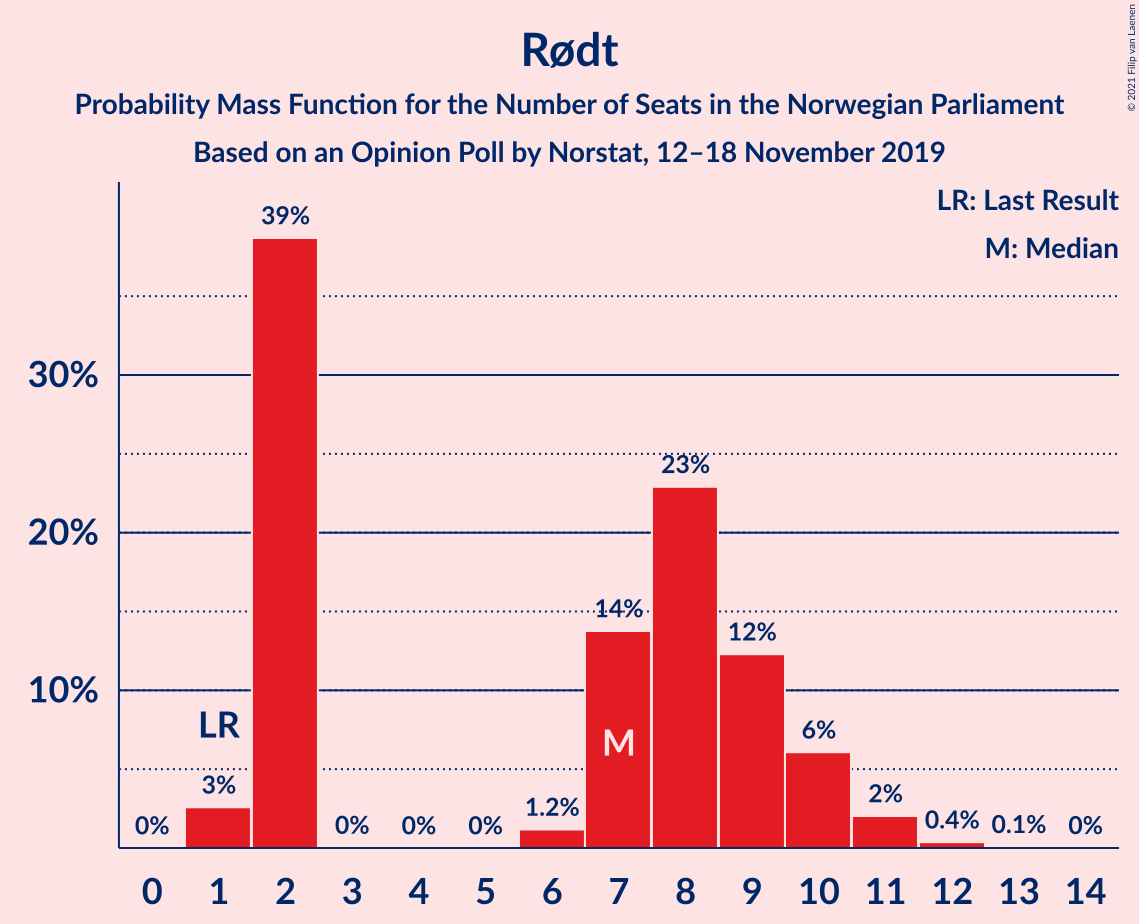 © 2021 Filip van Laenen
Rødt
Probability Mass Function for the Number of Seats in the Norwegian Parliament
Based on an Opinion Poll by Norstat, 12–18 November 2019
LR: Last Result
M: Median
39%
30%
23%
20%
14%
12%
10%
LR
M
6%
3%
2%
1.2%
0.4%
0.1%
0%
0%
0%
0%
0%
0 1 2 3 4 5 6 7 8 9 10 11 12 13 14